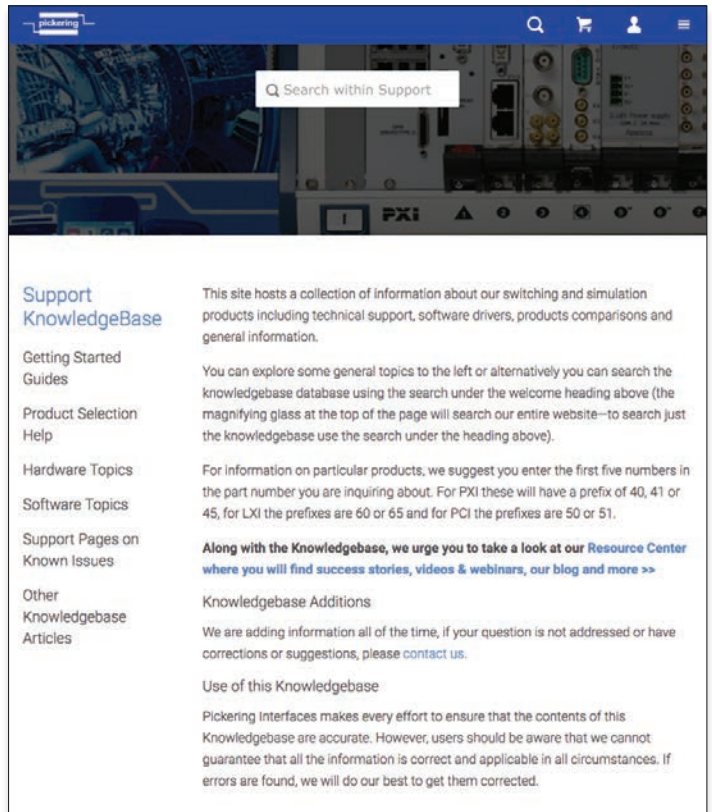 pickering
Search within Support
PXI
Support
KnowledgeBase
Getting Started
Guides
Product Selection
Help
Hardware Topics
Software Topics
Support Pages on
Known Issues
Other
Knowledgebase
Articles
This site hosts a collection of information about our switching and simulation
products including technical support, software drivers, products comparisons and
general information.
You can explore some general topics to the left or alternatively you can search the
knowledgebase database using the search under the welcome heading above (the
magnifying glass at the top of the page will search our entire website—to search just
the knowledgebase use the search under the heading above).
For information on particular products, we suggest you enter the first five numbers in
the part number you are inquiring about. For PXI these will have a prefix of 40, 41 or
45, for LXI the prefixes are 60 or 65 and for PCI the prefixes are 50 or 51.
Along with the Knowledgebase, we urge you to take a look at our Resource Center
where you will find success stories, videos & webinars, our blog and more >>
Knowledgebase Additions
We are adding information all of the time, if your question is not addressed or have
corrections or suggestions, please contact us.
Use of this Knowledgebase
Pickering Interfaces makes every effort to ensure that the contents of this
Knowledgebase are accurate. However, users should be aware that we cannot
guarantee that all the information is correct and applicable in all circumstances. If
errors are found, we will do our best to get them corrected.